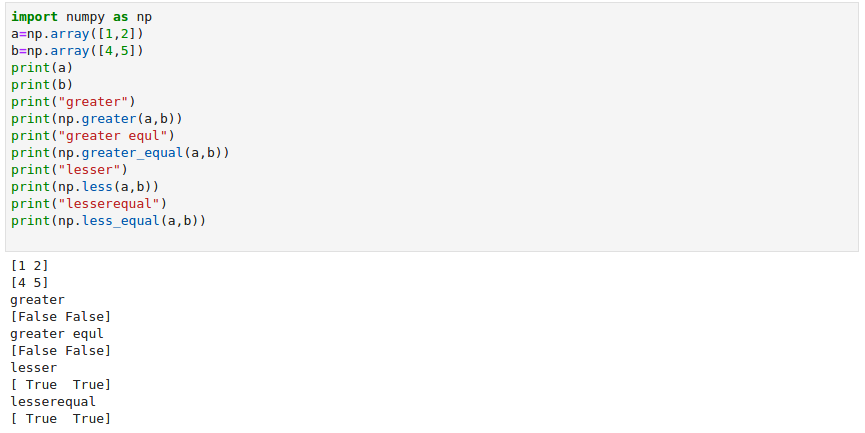 import numpy as np
a=np.array([1,2])
b=np.array([4,5])
print(a)
print(b)
print("greater")
print(np.greater(a,b))
print("greater equl")
print(np.greater_equal(a,b))
print("lesser")
print(np.less(a,b))
print("lesserequal")
print(np.less_equal(a,b))
[1 2]
[4 5]
greater
[False False]
greater equl
[False False]
lesser
[ True  True]
lesserequal
[ True  True]